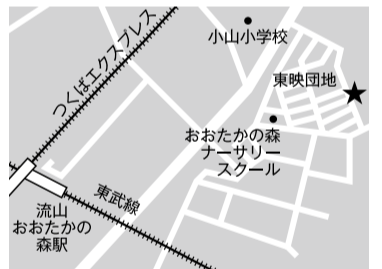 小山小学校
つくばエクスプレス
東映団地
おおたかの森
ナーサリー
スクール
東武線
流山
おおたかの
森駅